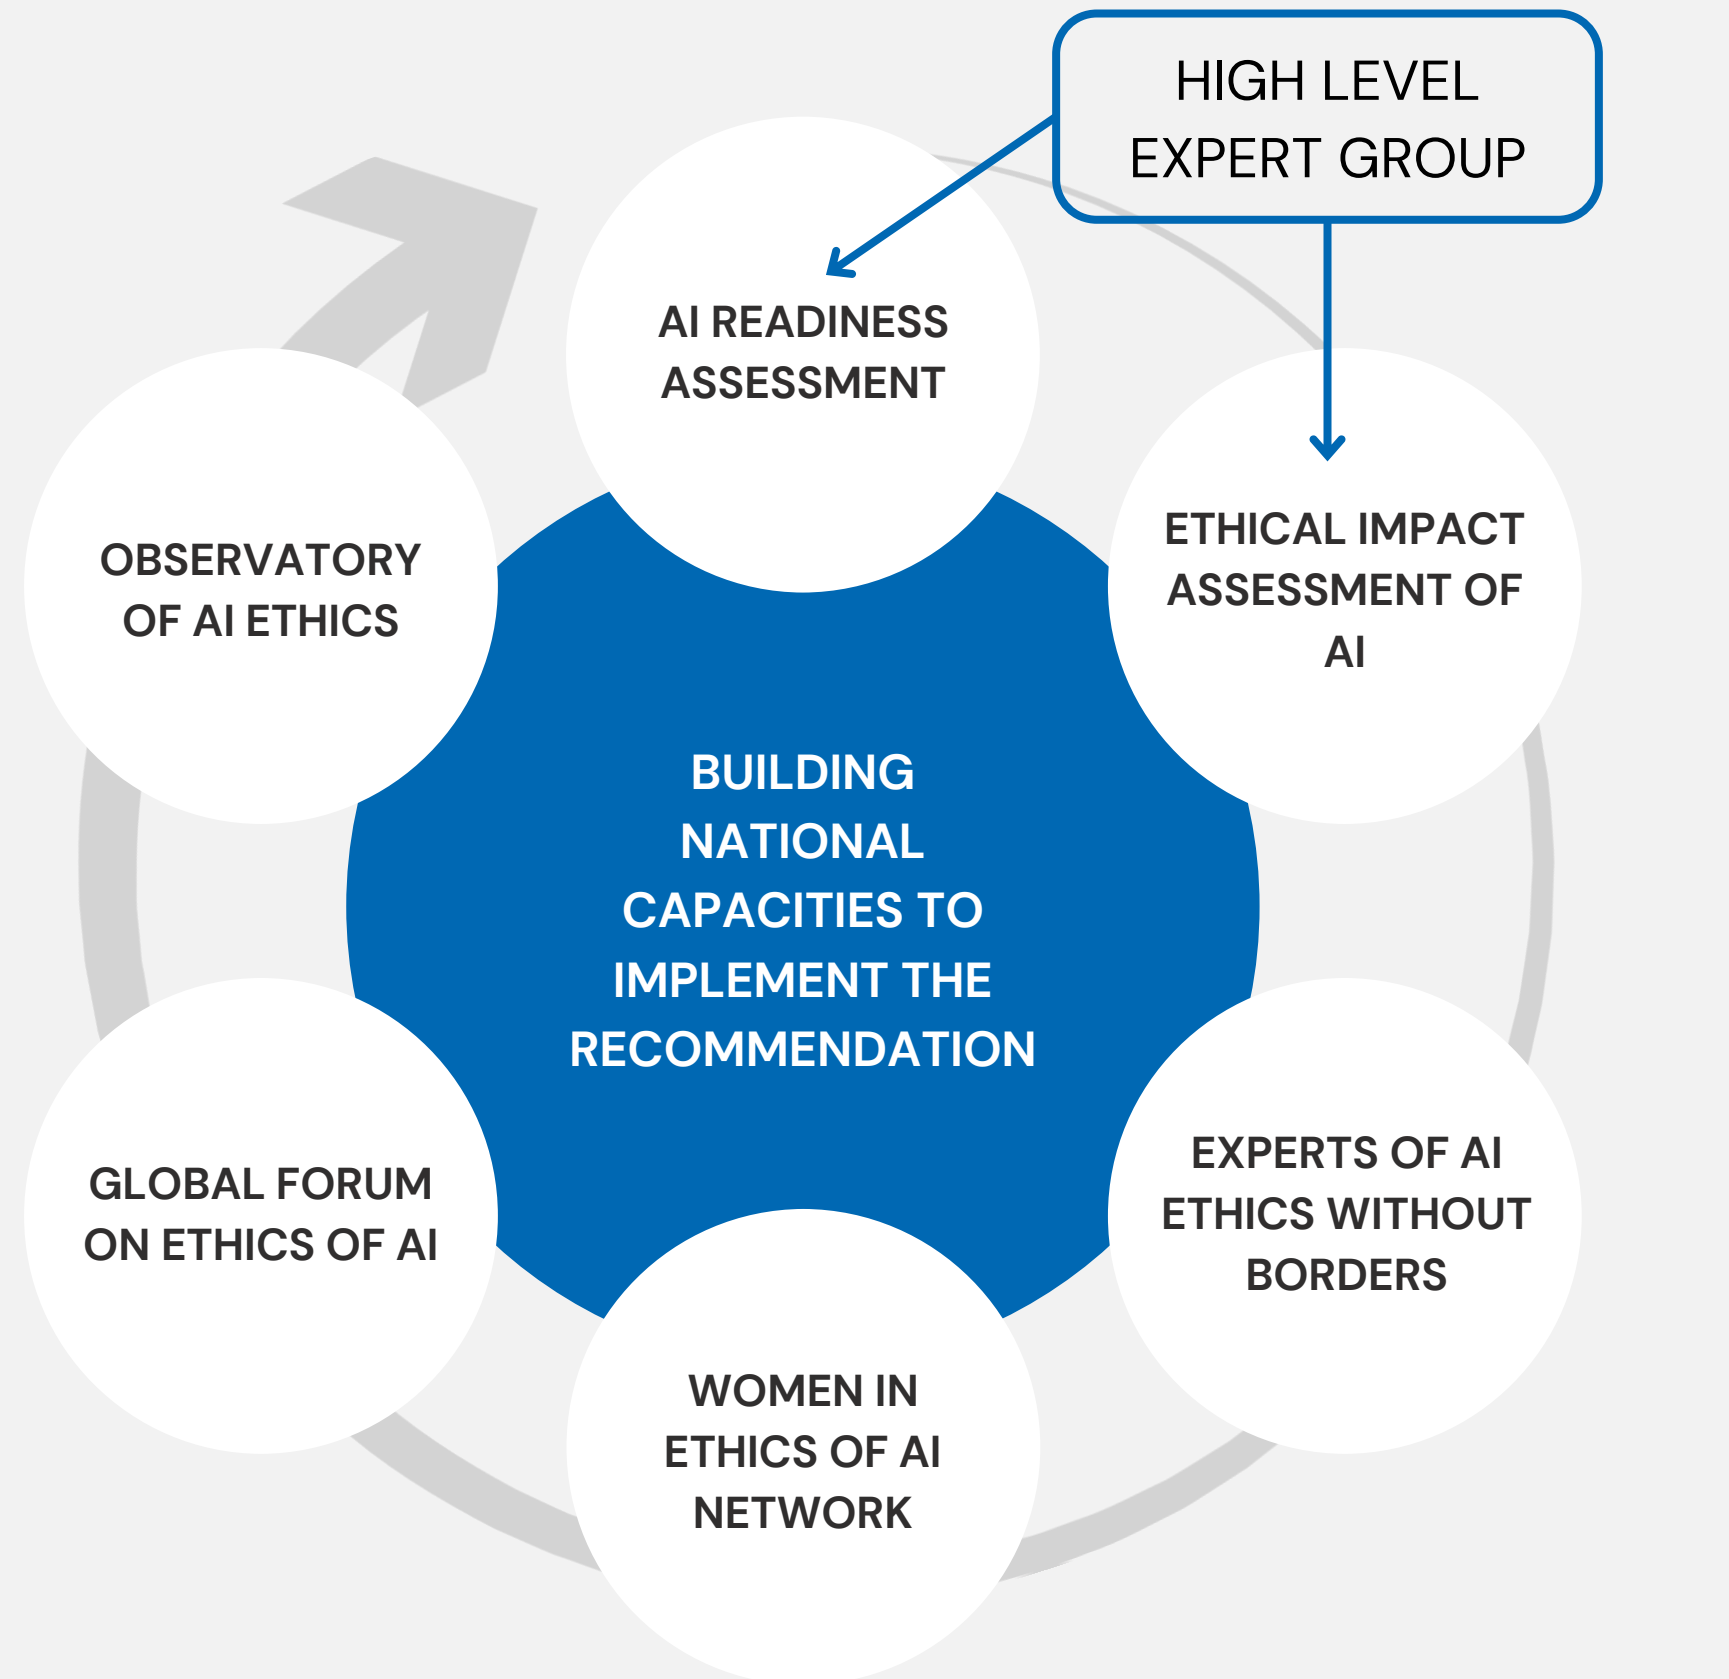 HIGH LEVEL
EXPERT GROUP
AI READINESS
ASSESSMENT
ETHICAL IMPACT
ASSESSMENT OF
AI
OBSERVATORY
OF AI ETHICS
BUILDING
NATIONAL
CAPACITIES TO
IMPLEMENT THE
RECOMMENDATION
EXPERTS OF AI
ETHICS WITHOUT
BORDERS
GLOBAL FORUM
ON ETHICS OF AI
WOMEN IN
ETHICS OF AI
NETWORK